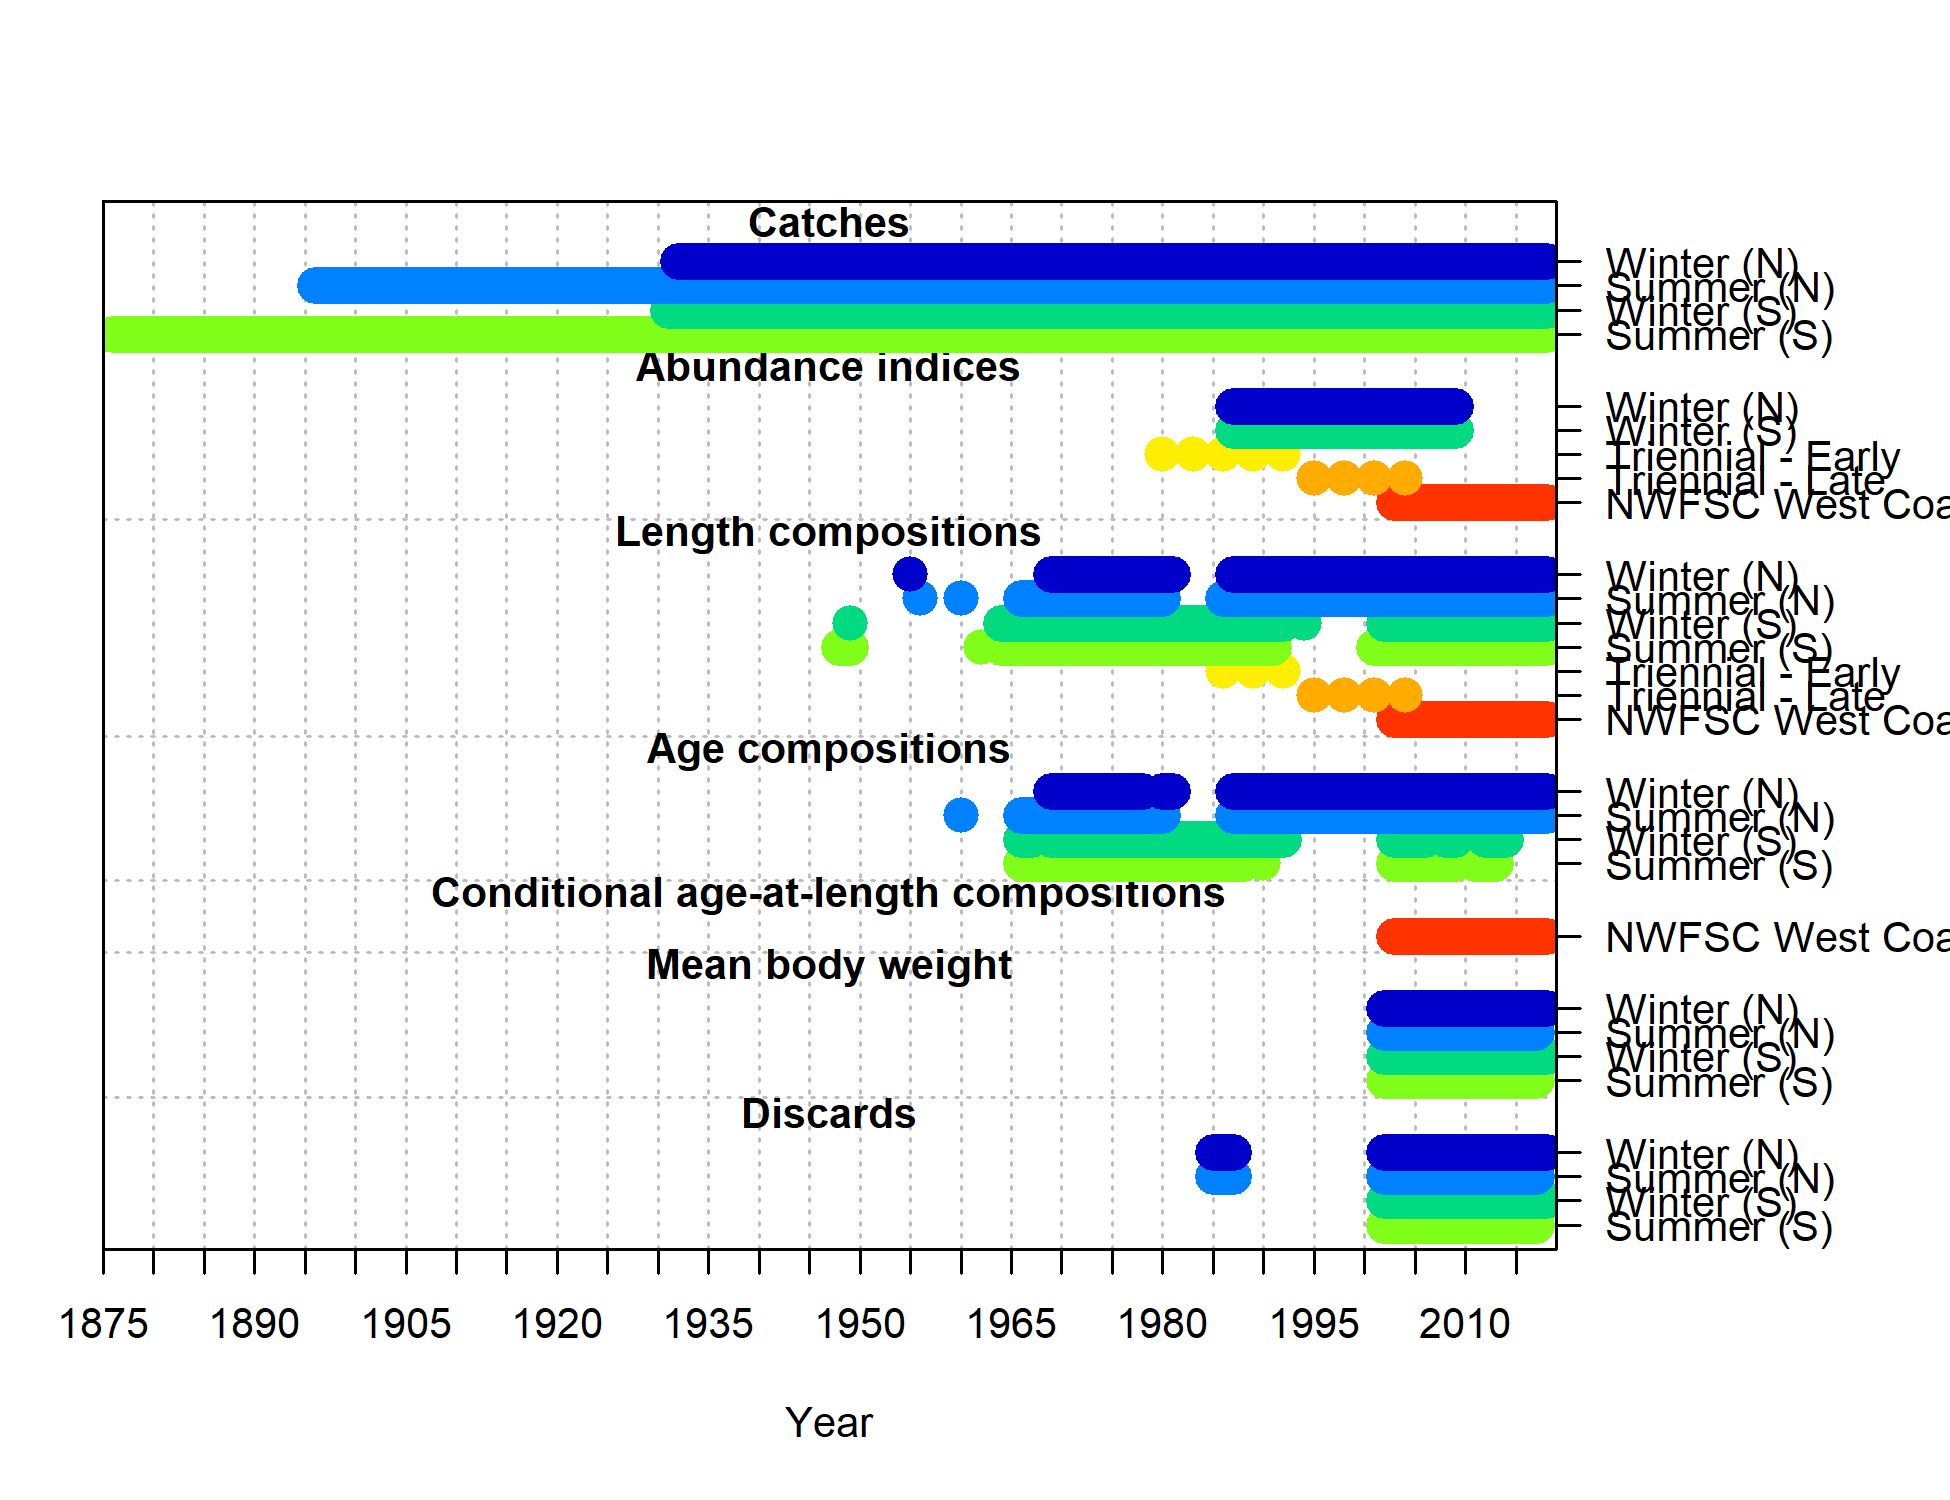 Catches
Winter (N)
Summer (N)
Winter (S)
Summer (S)
Abundance indices
Winter (N)
Winter (S)
Triennial - Early
Triennial - Late
NWFSC West Coa
Length compositions
Winter (N)
Summer (N)
Winter (S)
Summer (S)
Triennial - Early
Triennial - Late
NWFSC West Coa
Age compositions
Winter (N)
Summer (N)
Winter (S)
Summer (S)
Conditional age-at-length compositions
NWFSC West Coa
Mean body weight
Winter (N)
Summer (N)
Winter (S)
Summer (S)
Discards
Winter (N)
Summer (N)
Winter (S)
Summer (S)
1875 1890 1905 1920 1935 1950 1965 1980 1995 2010
Year